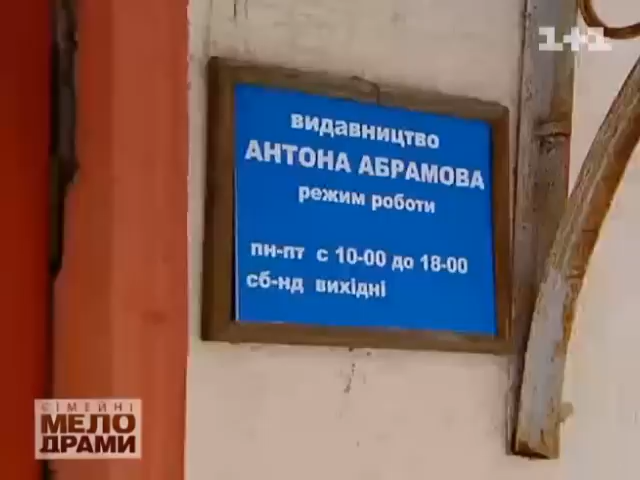 1+1
видавництво
АНТОНА АБРАМОВА
режим роботи
пн-пт с 10-00 до 18-00
сб-нд вихідні
СІМЕЙНІ
МЕЛО
ДРАМИ